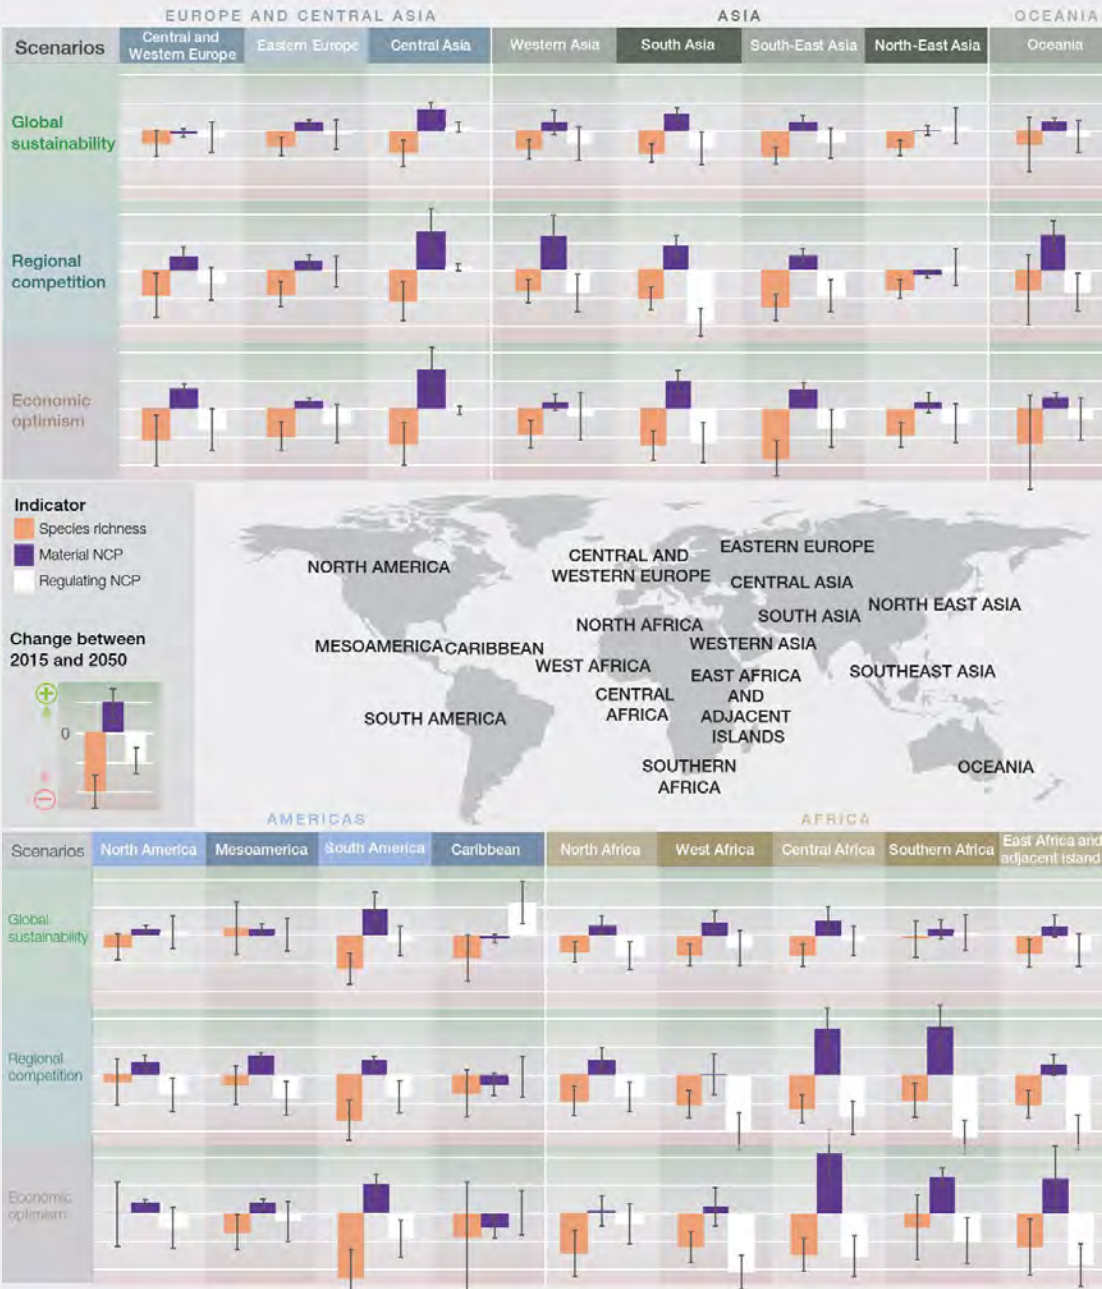 EUROPE AND CENTRAL ASIA ASIA OCEANIA
Scenarios Central and Western Europe Eastern Europe Central Asia Western Asia South Asia South-East Asia North-East Asia Oceania
Global
sustainability
Regional
competition
Economic
optimism
Indicator
Species richness
Material NCP
Regulating NCP
Change between
2015 and 2050
+
0
−
NORTH AMERICA
CENTRAL AND
WESTERN EUROPE
EASTERN EUROPE
CENTRAL ASIA
SOUTH ASIA
NORTH EAST ASIA
NORTH AFRICA
WESTERN ASIA
MESOAMERICA CARIBBEAN
WEST AFRICA
EAST AFRICA
AND
ADJACENT
ISLANDS
SOUTHEAST ASIA
CENTRAL
AFRICA
SOUTH AMERICA
SOUTHERN
AFRICA
OCEANIA
AMERICAS AFRICA
Scenarios North America Mesoamerica South America Caribbean North Africa West Africa Central Africa Southern Africa East Africa and adjacent island
Global
sustainability
Regional
competition
Economic
optimism